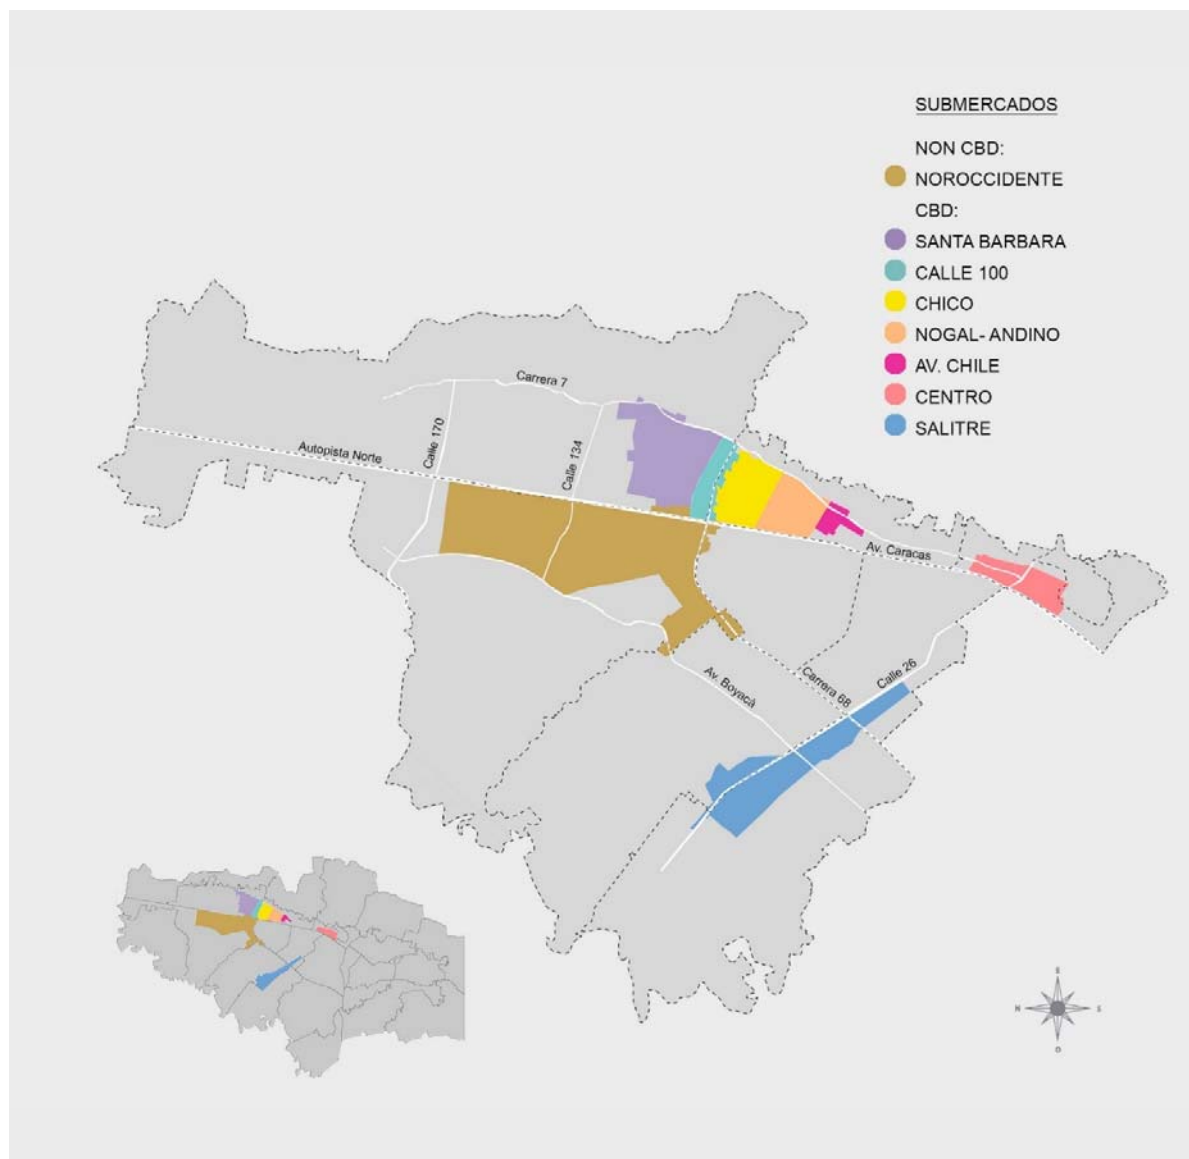 SUBMERCADOS
NON CBD:
NOROCCIDENTE
CBD:
SANTA BARBARA
CALLE 100
CHICO
NOGAL- ANDINO
AV. CHILE
CENTRO
SALITRE
Carrera 7
Calle 170
Autopista Norte
Calle 134
Av. Caracas
Av. Boyacá
Carrera 68
Calle 26
N
S
O